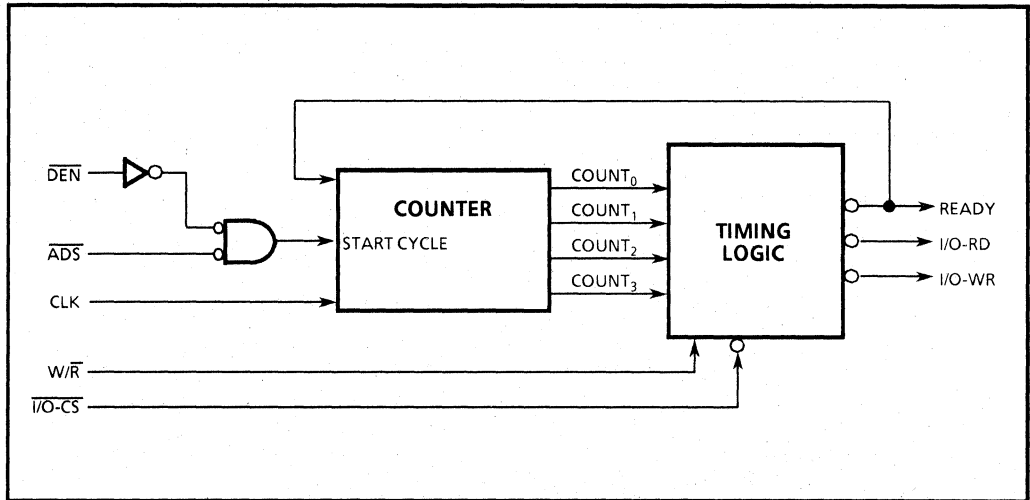 DEN
ADS
CLK
W/R
I/O-CS
COUNTER
START CYCLE
COUNT₀
COUNT₁
COUNT₂
COUNT₃
TIMING
LOGIC
READY
I/O-RD
I/O-WR